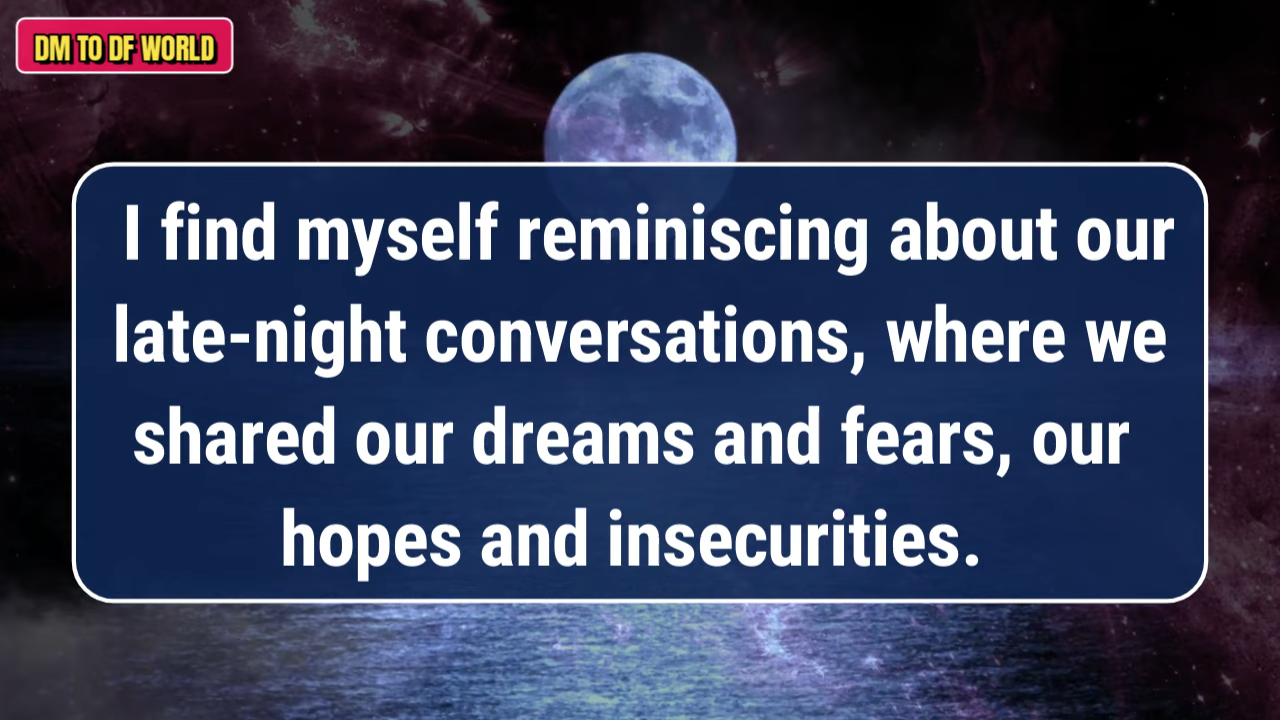 DM TO DF WORLD
I find myself reminiscing about our
late-night conversations, where we
shared our dreams and fears, our
hopes and insecurities.